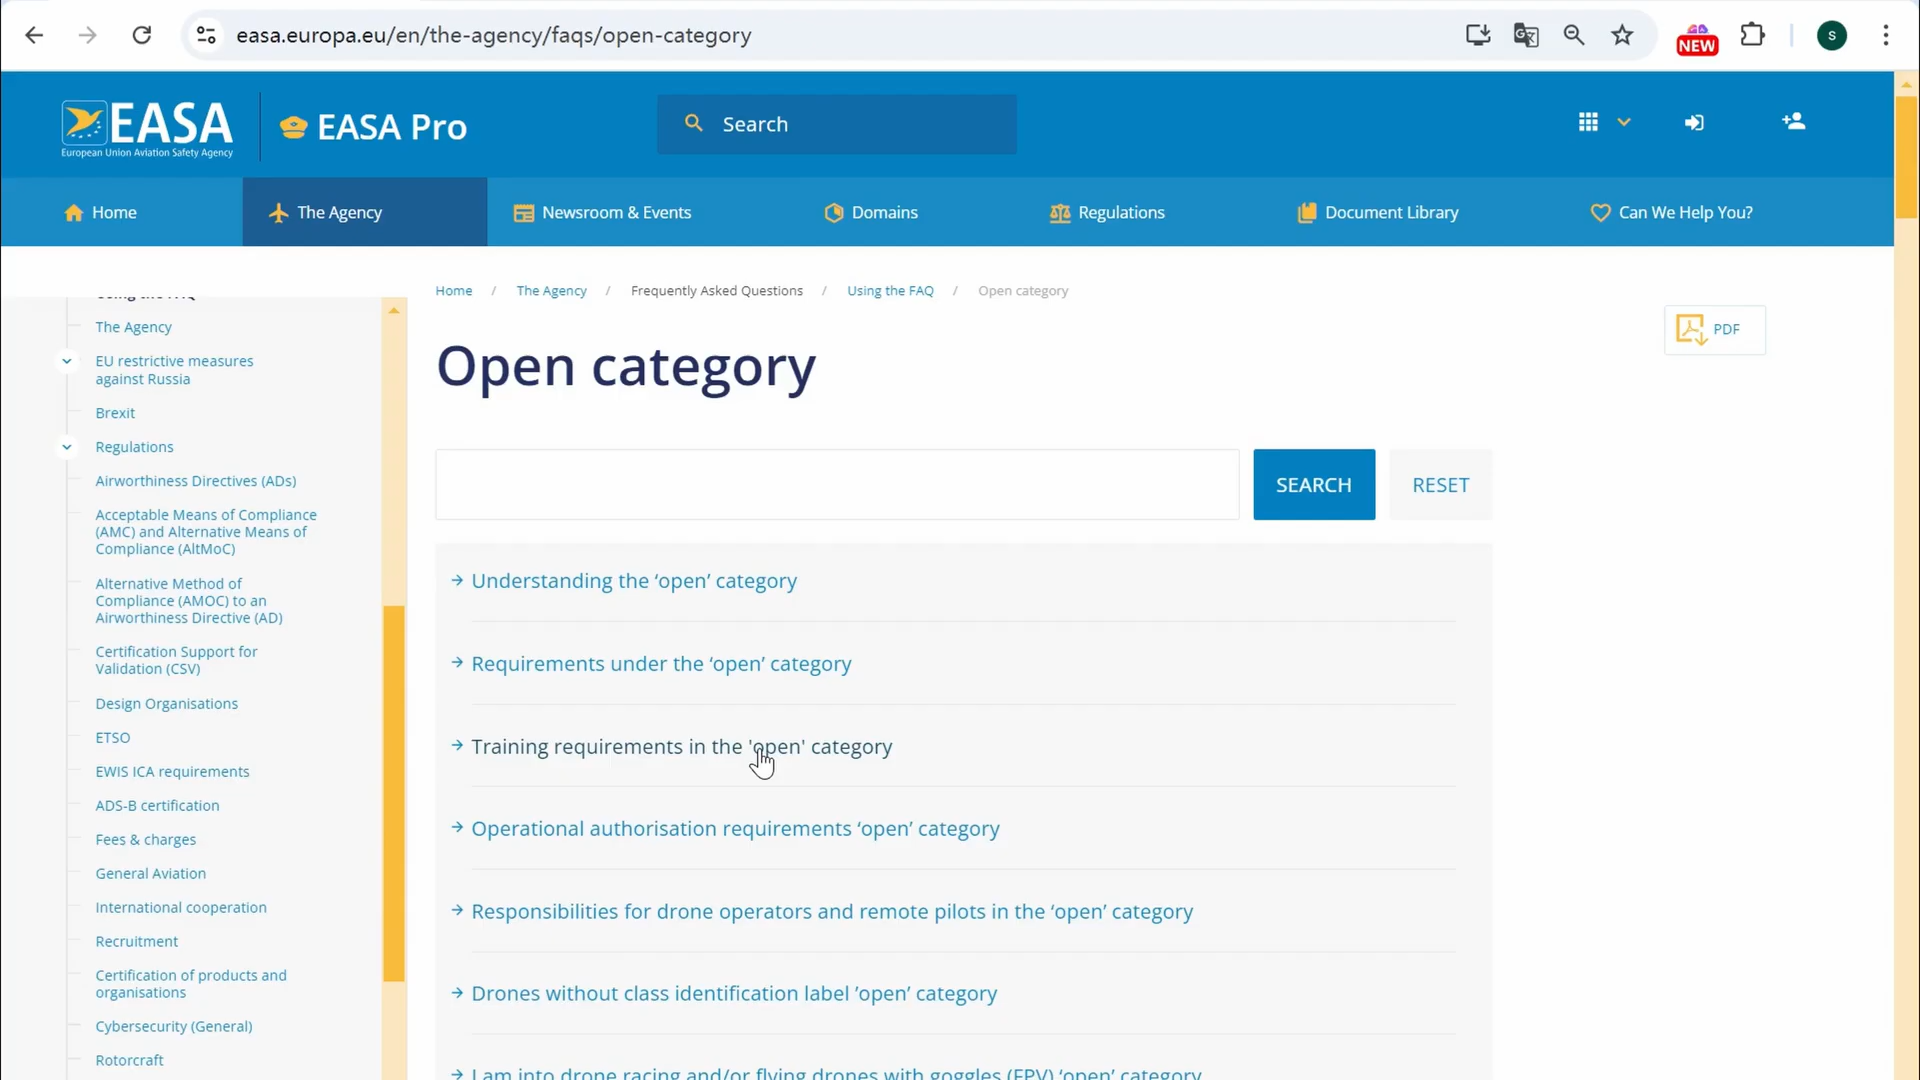 easa.europa.eu/en/the-agency/faqs/open-category
NEW
S
EASA
European Union Aviation Safety Agency
EASA Pro
Search
Home
The Agency
Newsroom & Events
Domains
Regulations
Document Library
Can We Help You?
Home / The Agency / Frequently Asked Questions / Using the FAQ / Open category
PDF
Using the FAQ
The Agency
EU restrictive measures
against Russia
Brexit
Regulations
Airworthiness Directives (ADs)
Acceptable Means of Compliance
(AMC) and Alternative Means of
Compliance (AltMoC)
Alternative Method of
Compliance (AMOC) to an
Airworthiness Directive (AD)
Certification Support for
Validation (CSV)
Design Organisations
ETSO
EWIS ICA requirements
ADS-B certification
Fees & charges
General Aviation
International cooperation
Recruitment
Certification of products and
organisations
Cybersecurity (General)
Rotorcraft
Open category
SEARCH
RESET
Understanding the ‘open’ category
Requirements under the ‘open’ category
Training requirements in the 'open' category
Operational authorisation requirements ‘open’ category
Responsibilities for drone operators and remote pilots in the ‘open’ category
Drones without class identification label ’open’ category
I am into drone racing and/or flying drones with goggles (FPV) ‘open’ category